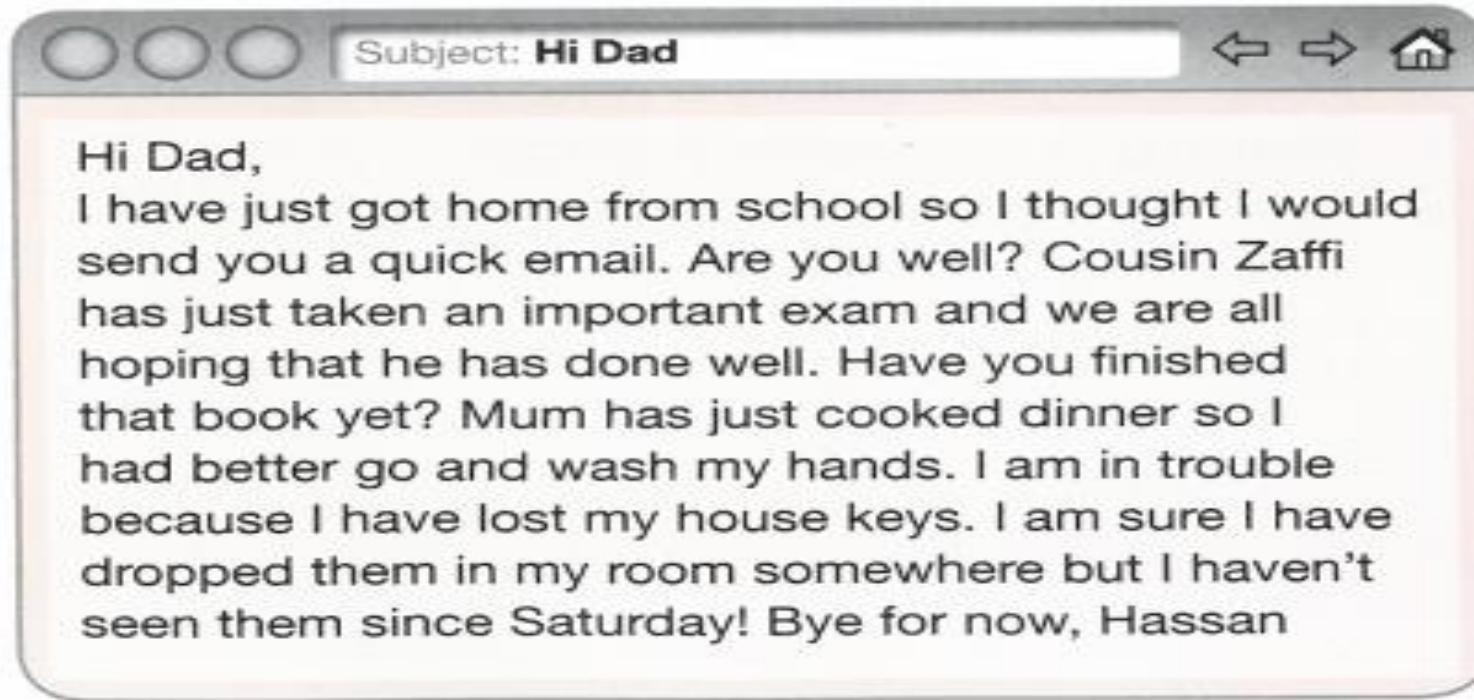 Subject: Hi Dad
Hi Dad,
I have just got home from school so I thought I would
send you a quick email. Are you well? Cousin Zaffi
has just taken an important exam and we are all
hoping that he has done well. Have you finished
that book yet? Mum has just cooked dinner so I
had better go and wash my hands. I am in trouble
because I have lost my house keys. I am sure I have
dropped them in my room somewhere but I haven't
seen them since Saturday! Bye for now, Hassan